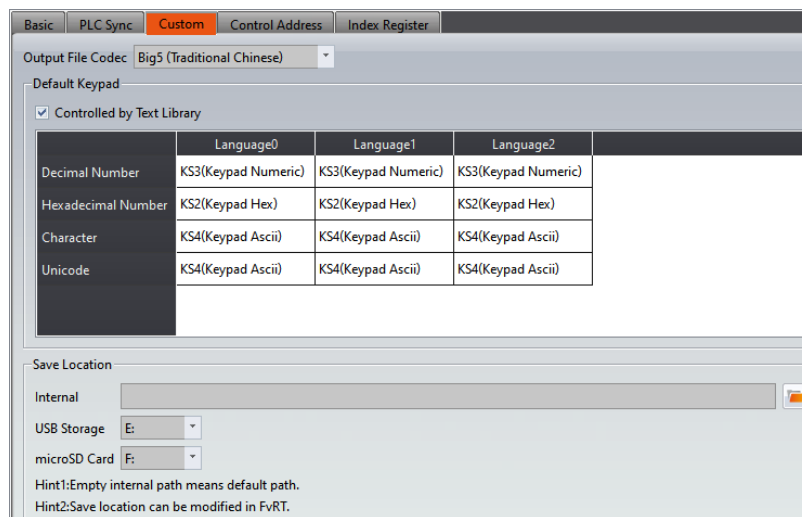 Basic PLC Sync Custom Control Address Index Register
Output File Codec Big5 (Traditional Chinese)
Default Keypad
Controlled by Text Library
Language0 Language1 Language2
Decimal Number KS3(Keypad Numeric) KS3(Keypad Numeric) KS3(Keypad Numeric)
Hexadecimal Number KS2(Keypad Hex) KS2(Keypad Hex) KS2(Keypad Hex)
Character KS4(Keypad Ascii) KS4(Keypad Ascii) KS4(Keypad Ascii)
Unicode KS4(Keypad Ascii) KS4(Keypad Ascii) KS4(Keypad Ascii)
Save Location
Internal
USB Storage E:
microSD Card F:
Hint1:Empty internal path means default path.
Hint2:Save location can be modified in FvRT.